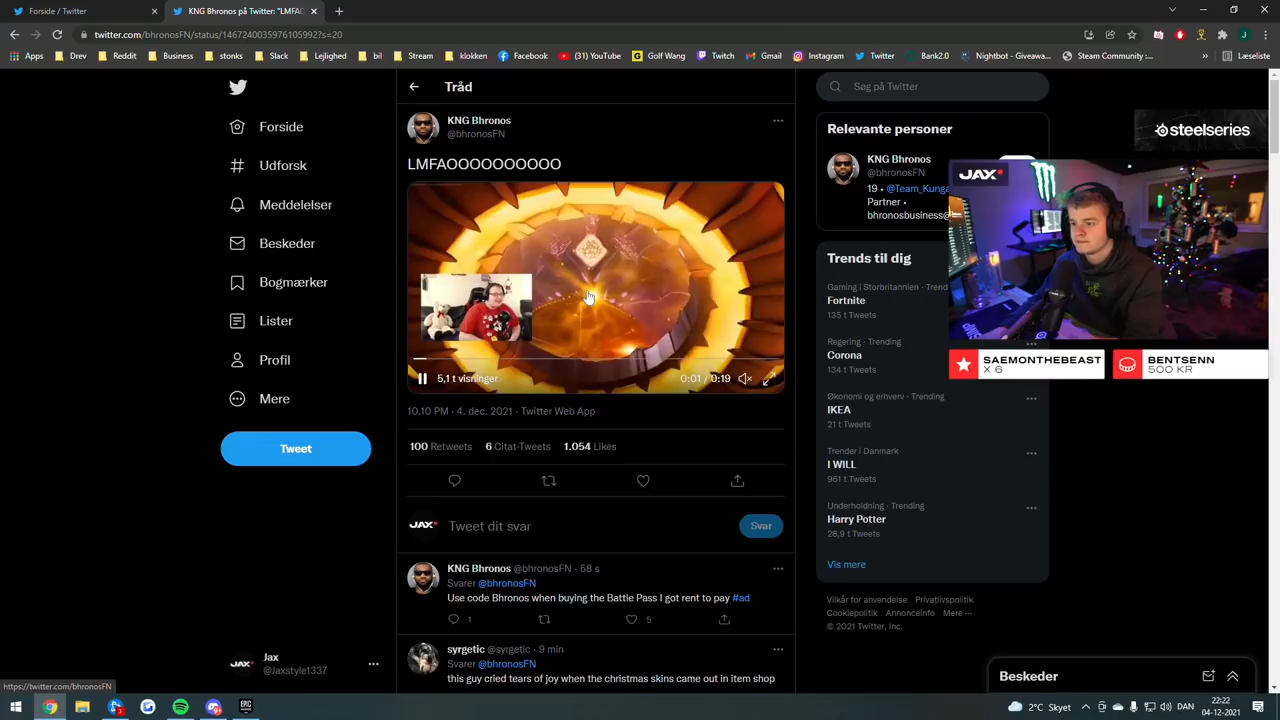 Forside / Twitter
KNG Bhronos på Twitter: "LMFAC
twitter.com/bhronosFN/status/1467240035976105992?s=20
Apps
Drev
Reddit
Business
stonks
Slack
Lejlighed
bil
Stream
klokken
Facebook
(31) YouTube
Golf Wang
Twitch
Gmail
Instagram
Twitter
Bank2.0
Nightbot - Giveawa...
Steam Community :...
»
Læseliste
Tråd
Søg på Twitter
Forside
Udforsk
Meddelelser
Beskeder
Bogmærker
Lister
Profil
Mere
Tweet
KNG Bhronos
@bhronosFN
LMFAOOOOOOOOOO
5,1 t visninger
0:01 / 0:19
10.10 PM · 4. dec. 2021 · Twitter Web App
100 Retweets 6 Citat-Tweets 1.054 Likes
JAX
Tweet dit svar
Svar
KNG Bhronos @bhronosFN · 58 s
Svarer @bhronosFN
Use code Bhronos when buying the Battle Pass I got rent to pay #ad
1
5
syrgetic @syrgetic · 9 min
Svarer @bhronosFN
this guy cried tears of joy when the christmas skins came out in item shop
Relevante personer
KNG Bhronos
@bhronosFN
19 • @Team_Kunga
Partner •
bhronosbusiness@
steelseries
JAX
SAEMONTHEBEAST
X 6
BENTSENN
500 KR
Trends til dig
Gaming i Storbritannien · Trend
Fortnite
135 t Tweets
Regering · Trending
Corona
134 t Tweets
Økonomi og erhverv · Trending
IKEA
21 t Tweets
Trender i Danmark
I WILL
961 t Tweets
Underholdning · Trending
Harry Potter
28,9 t Tweets
Vis mere
Vilkår for anvendelse Privatlivspolitik
Cookiepolitik Annonceinfo Mere ···
© 2021 Twitter, Inc.
JAX
Jax
@Jaxstyle1337
Beskeder
https://twitter.com/bhronosFN
3
EPIC
2°C Skyet
DAN
22:22
04-12-2021